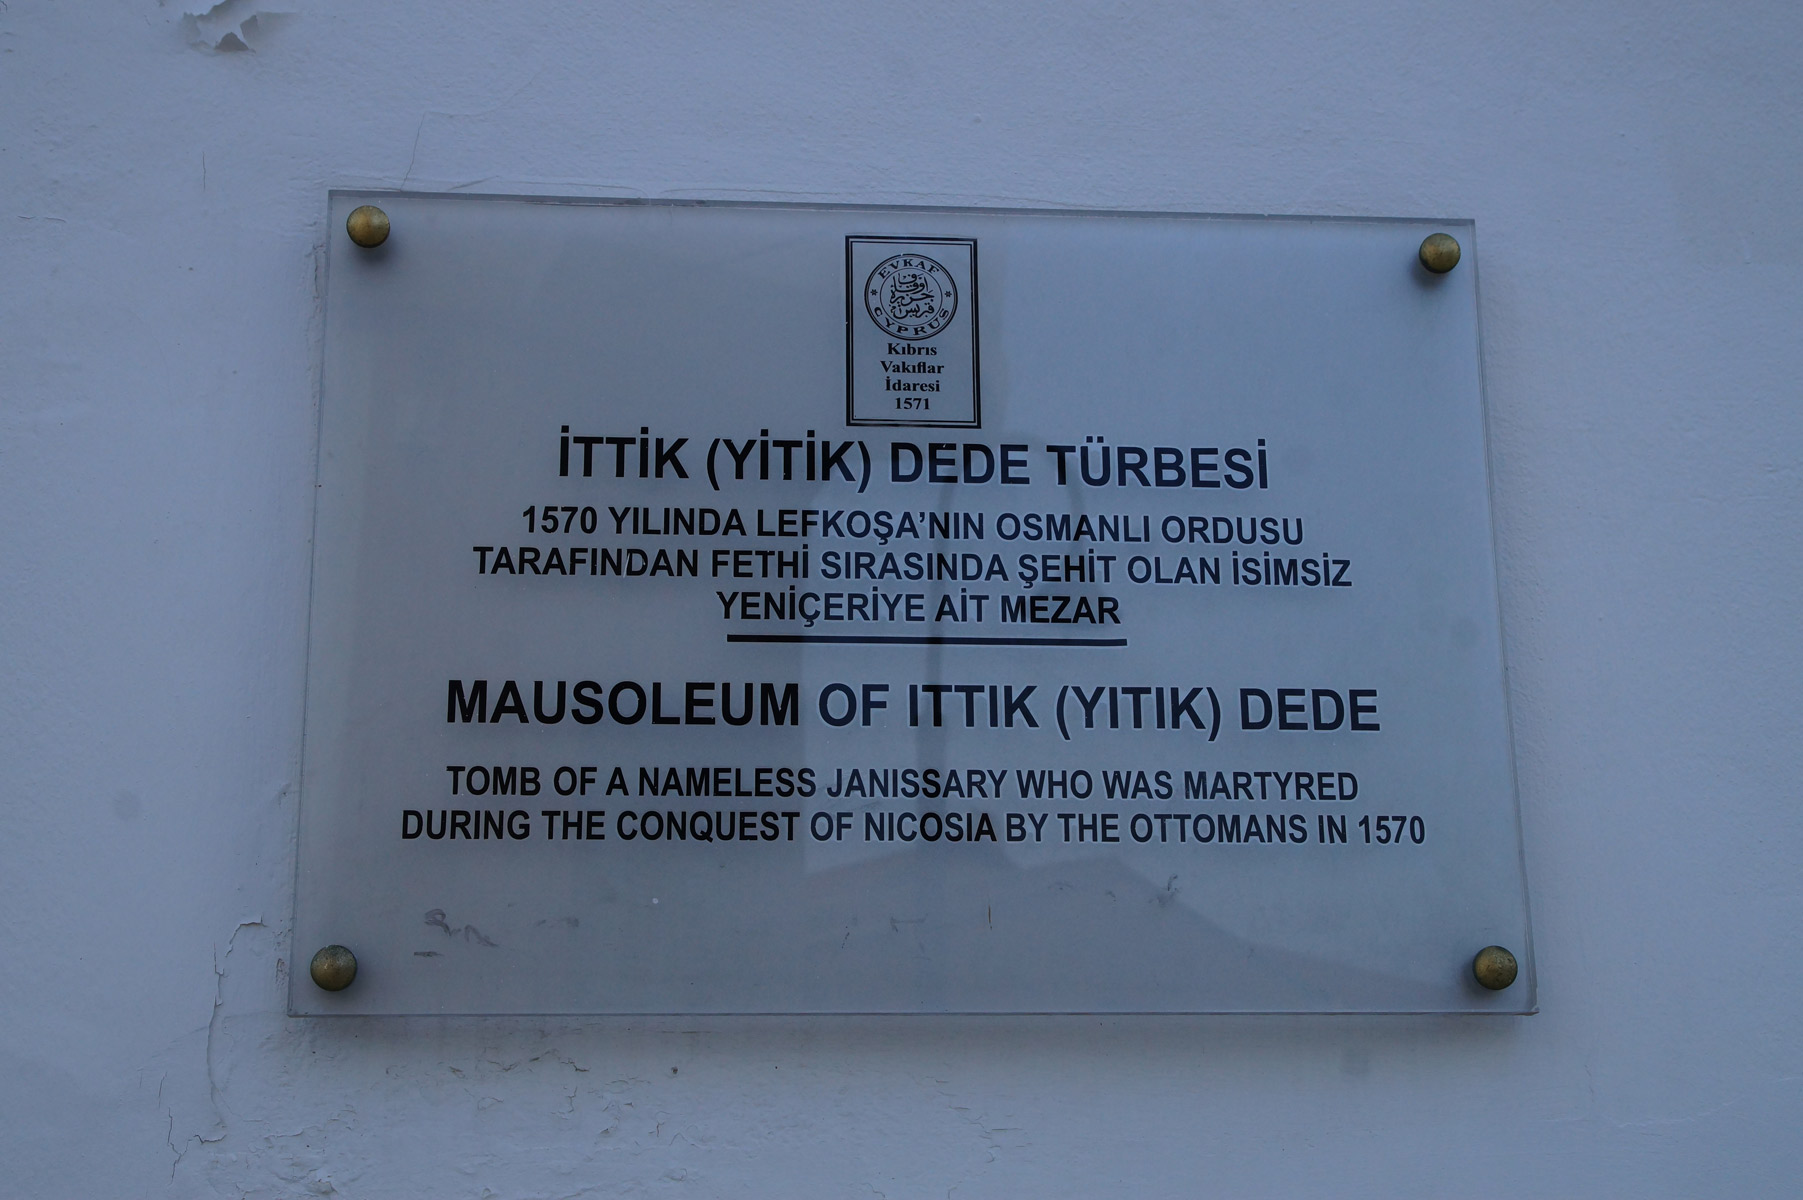 EVKAF
اوقاف
قبريس
CYPRUS
Kıbrıs
Vakıflar
İdaresi
1571
İTTİK (YİTİK) DEDE TÜRBESİ
1570 YILINDA LEFKOŞA'NIN OSMANLI ORDUSU
TARAFINDAN FETHİ SIRASINDA ŞEHİT OLAN İSİMSİZ
YENİÇERİYE AİT MEZAR
MAUSOLEUM OF ITTIK (YITIK) DEDE
TOMB OF A NAMELESS JANISSARY WHO WAS MARTYRED
DURING THE CONQUEST OF NICOSIA BY THE OTTOMANS IN 1570